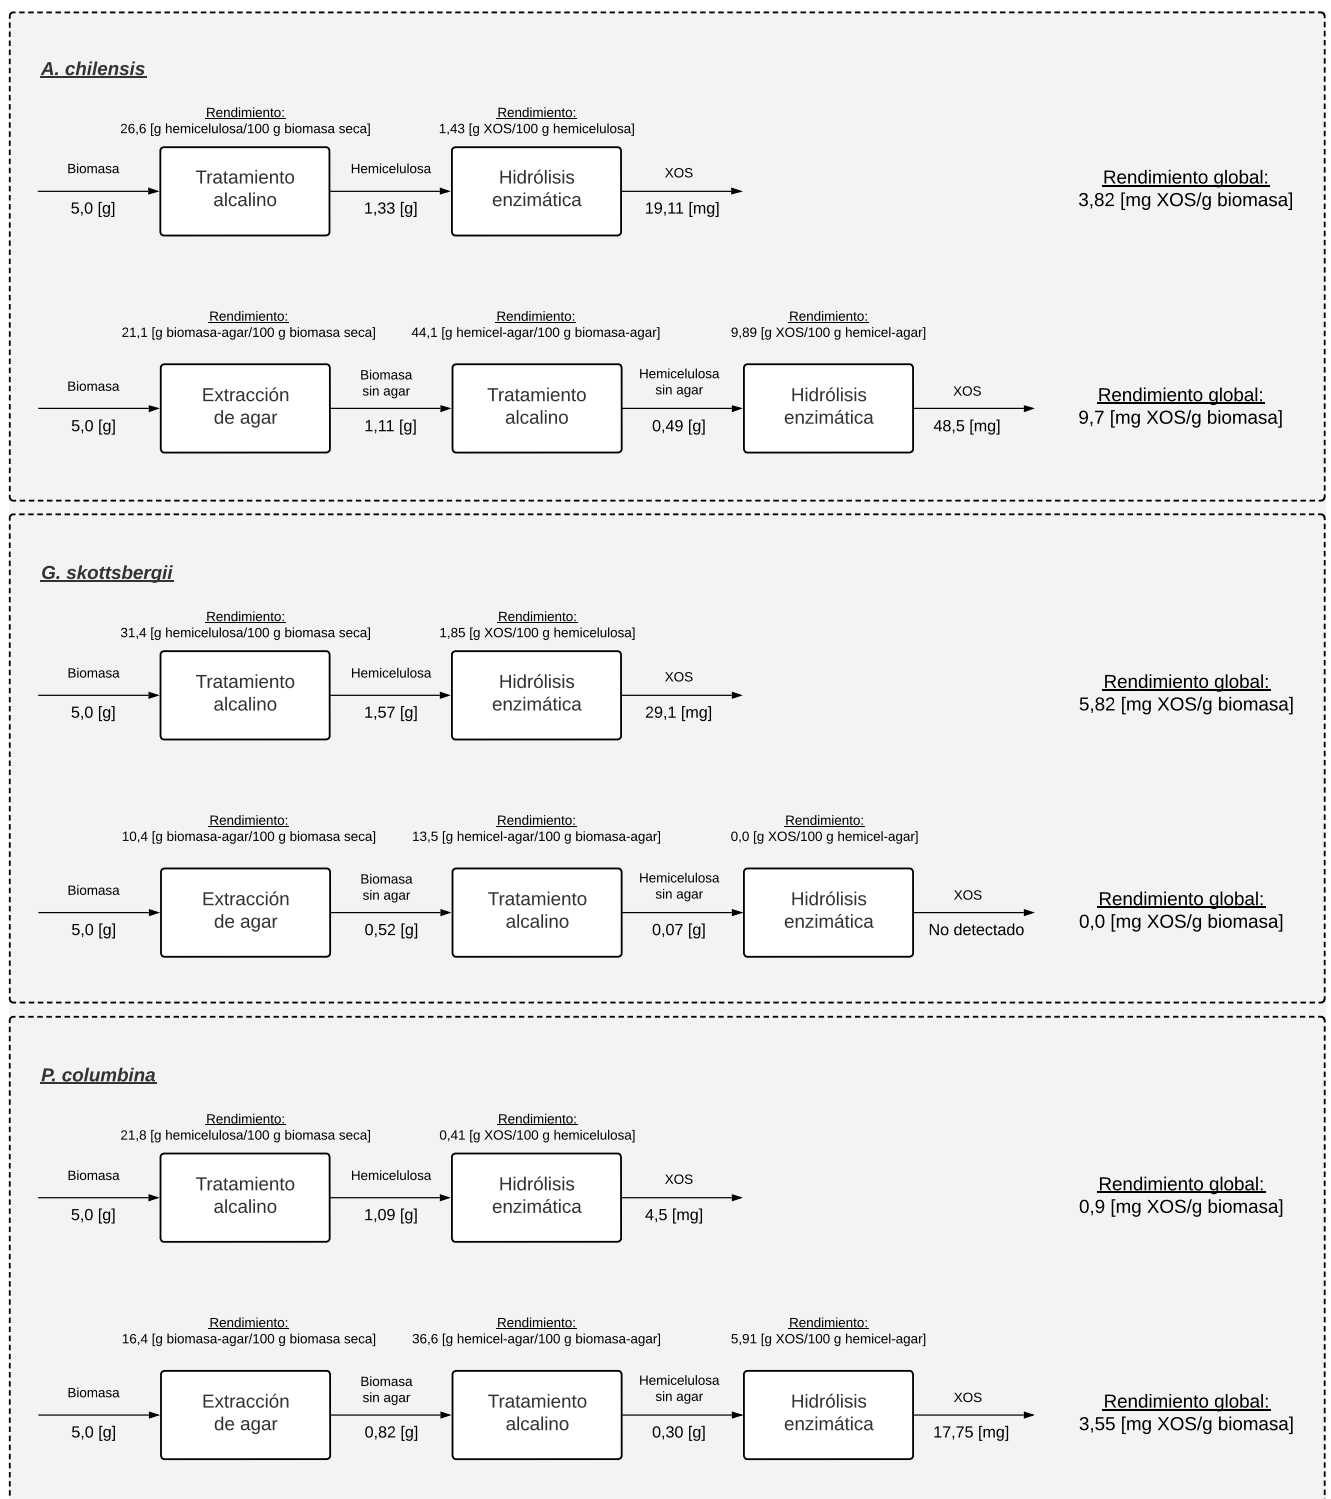 A. chilensis
Rendimiento:
26,6 [g hemicelulosa/100 g biomasa seca]
Rendimiento:
1,43 [g XOS/100 g hemicelulosa]
Biomasa
5,0 [g]
Tratamiento
alcalino
Hemicelulosa
1,33 [g]
Hidrólisis
enzimática
XOS
19,11 [mg]
Rendimiento global:
3,82 [mg XOS/g biomasa]
Rendimiento:
21,1 [g biomasa-agar/100 g biomasa seca]
Rendimiento:
44,1 [g hemicel-agar/100 g biomasa-agar]
Rendimiento:
9,89 [g XOS/100 g hemicel-agar]
Biomasa
5,0 [g]
Extracción
de agar
Biomasa
sin agar
1,11 [g]
Tratamiento
alcalino
Hemicelulosa
sin agar
0,49 [g]
Hidrólisis
enzimática
XOS
48,5 [mg]
Rendimiento global:
9,7 [mg XOS/g biomasa]
G. skottsbergii
Rendimiento:
31,4 [g hemicelulosa/100 g biomasa seca]
Rendimiento:
1,85 [g XOS/100 g hemicelulosa]
Biomasa
5,0 [g]
Tratamiento
alcalino
Hemicelulosa
1,57 [g]
Hidrólisis
enzimática
XOS
29,1 [mg]
Rendimiento global:
5,82 [mg XOS/g biomasa]
Rendimiento:
10,4 [g biomasa-agar/100 g biomasa seca]
Rendimiento:
13,5 [g hemicel-agar/100 g biomasa-agar]
Rendimiento:
0,0 [g XOS/100 g hemicel-agar]
Biomasa
5,0 [g]
Extracción
de agar
Biomasa
sin agar
0,52 [g]
Tratamiento
alcalino
Hemicelulosa
sin agar
0,07 [g]
Hidrólisis
enzimática
XOS
No detectado
Rendimiento global:
0,0 [mg XOS/g biomasa]
P. columbina
Rendimiento:
21,8 [g hemicelulosa/100 g biomasa seca]
Rendimiento:
0,41 [g XOS/100 g hemicelulosa]
Biomasa
5,0 [g]
Tratamiento
alcalino
Hemicelulosa
1,09 [g]
Hidrólisis
enzimática
XOS
4,5 [mg]
Rendimiento global:
0,9 [mg XOS/g biomasa]
Rendimiento:
16,4 [g biomasa-agar/100 g biomasa seca]
Rendimiento:
36,6 [g hemicel-agar/100 g biomasa-agar]
Rendimiento:
5,91 [g XOS/100 g hemicel-agar]
Biomasa
5,0 [g]
Extracción
de agar
Biomasa
sin agar
0,82 [g]
Tratamiento
alcalino
Hemicelulosa
sin agar
0,30 [g]
Hidrólisis
enzimática
XOS
17,75 [mg]
Rendimiento global:
3,55 [mg XOS/g biomasa]